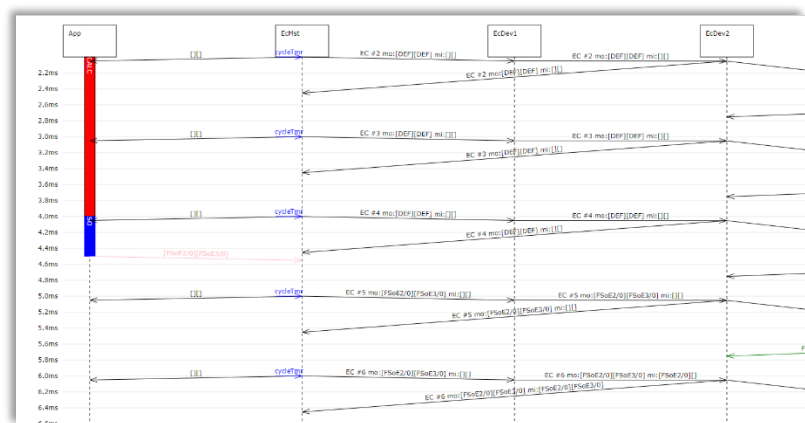 App EcMst EcDev1 EcDev2
CALC
[][] cycleTmr EC #2 mo:[DEF][DEF] mi:[][] EC #2 mo:[DEF][DEF] mi:[][]
2.2ms
EC #2 mo:[DEF][DEF] mi:[][]
2.4ms
2.6ms
2.8ms
3.0ms [][] cycleTmr EC #3 mo:[DEF][DEF] mi:[][] EC #3 mo:[DEF][DEF] mi:[][]
3.2ms EC #3 mo:[DEF][DEF] mi:[][]
3.4ms
3.6ms
3.8ms
4.0ms [][] cycleTmr EC #4 mo:[DEF][DEF] mi:[][] EC #4 mo:[DEF][DEF] mi:[][]
4.2ms EC #4 mo:[DEF][DEF] mi:[][]
4.4ms
[FSoE2/0][FSoE3/0]
4.6ms
4.8ms
5.0ms [][] cycleTmr EC #5 mo:[FSoE2/0][FSoE3/0] mi:[][] EC #5 mo:[FSoE2/0][FSoE3/0] mi:[][]
5.2ms EC #5 mo:[FSoE2/0][FSoE3/0] mi:[][]
5.4ms
5.6ms
F
5.8ms
6.0ms [][] cycleTmr EC #6 mo:[FSoE2/0][FSoE3/0] mi:[][] EC #6 mo:[FSoE2/0][FSoE3/0] mi:[FSoE2/0][]
6.2ms EC #6 mo:[FSoE2/0][FSoE3/0] mi:[FSoE2/0][FSoE3/0]
6.4ms